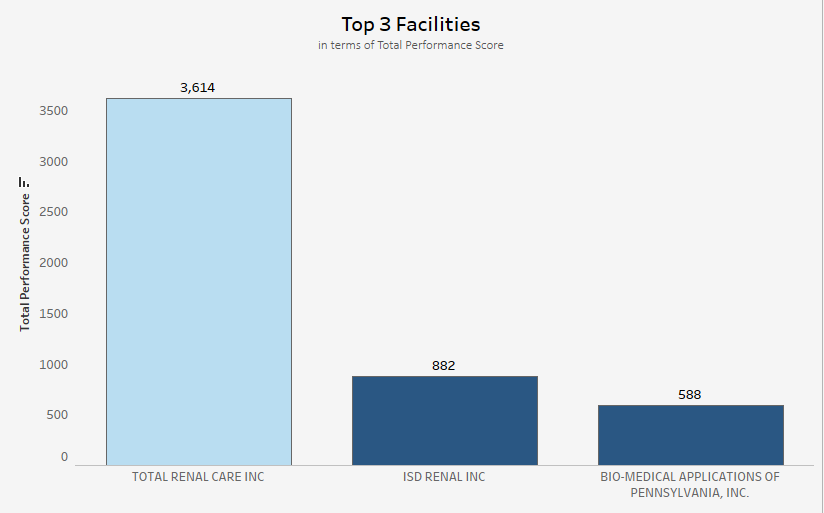 Top 3 Facilities
in terms of Total Performance Score
3,614
3500
3000
2500
2000
1500
1000
500
0
Total Performance Score
882
588
TOTAL RENAL CARE INC
ISD RENAL INC
BIO-MEDICAL APPLICATIONS OF
PENNSYLVANIA, INC.